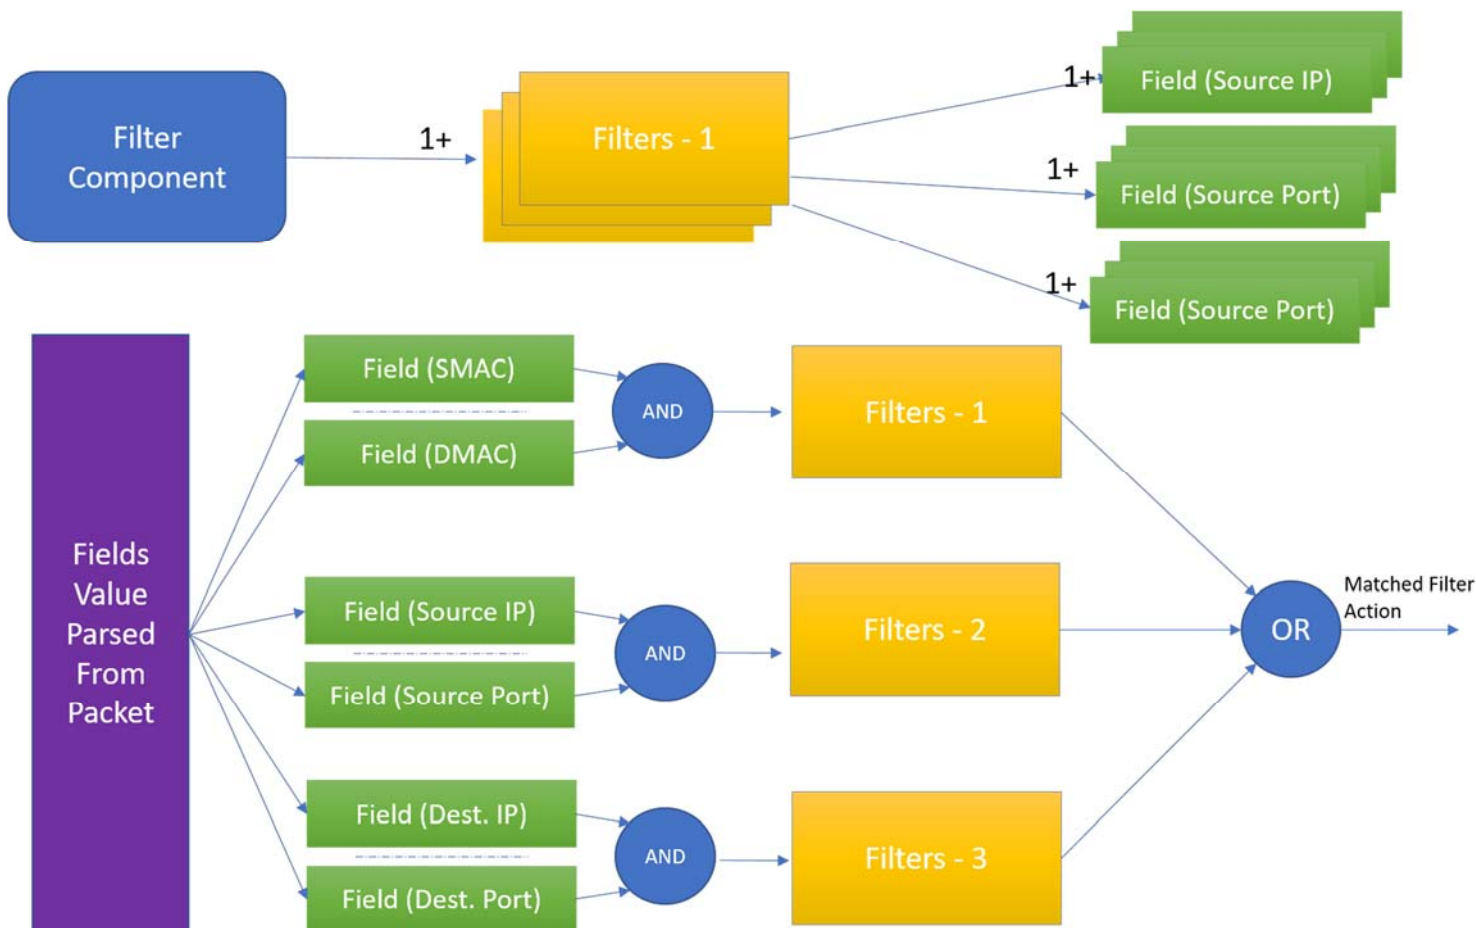 Filter
Component
1+
Filters - 1
1+
Field (Source IP)
1+
Field (Source Port)
1+
Field (Source Port)
Fields
Value
Parsed
From
Packet
Field (SMAC)
Field (DMAC)
AND
Filters - 1
Field (Source IP)
Field (Source Port)
AND
Filters - 2
Field (Dest. IP)
Field (Dest. Port)
AND
Filters - 3
OR
Matched Filter
Action